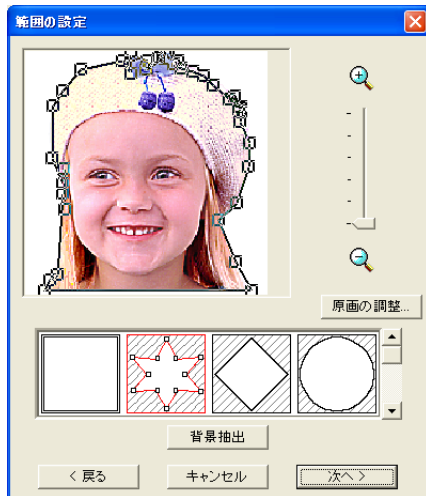 範囲の設定
原画の調整...
背景抽出
< 戻る
キャンセル
次へ >